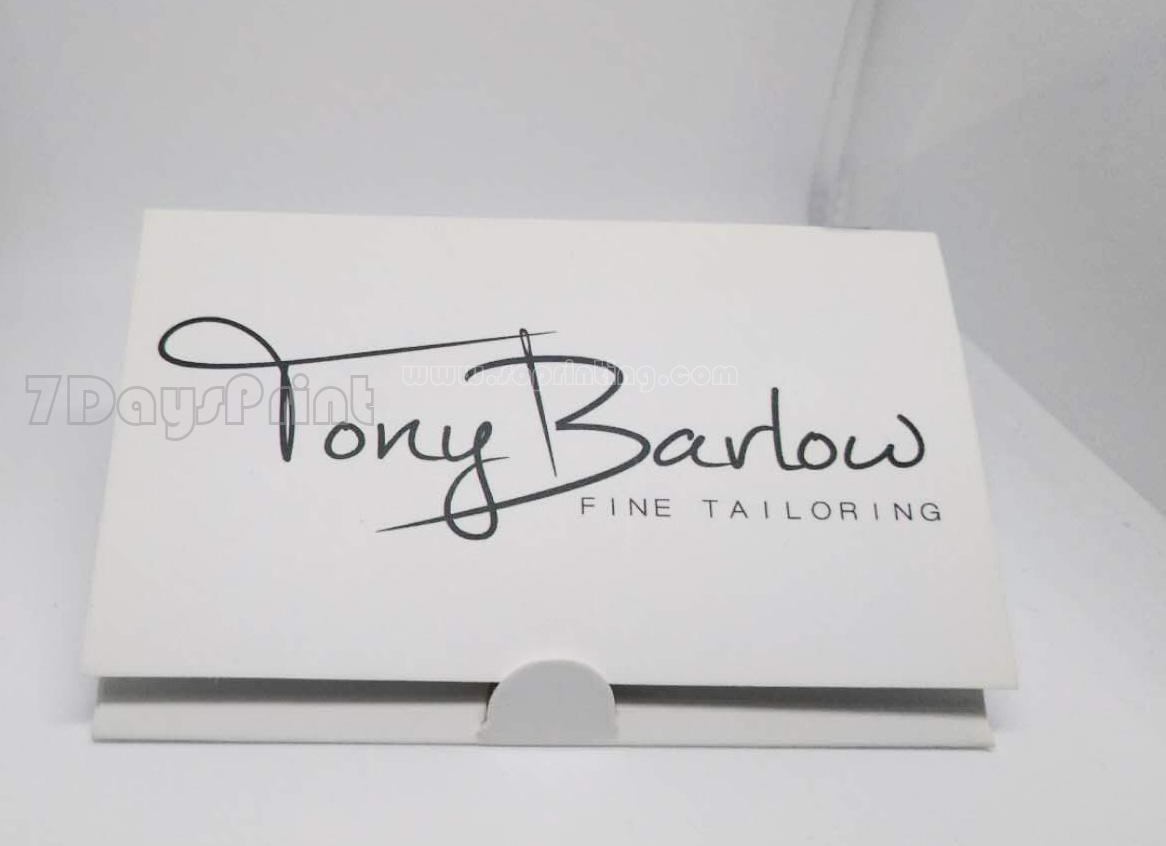 Tony Barlow
FINE TAILORING
7DaysPrint